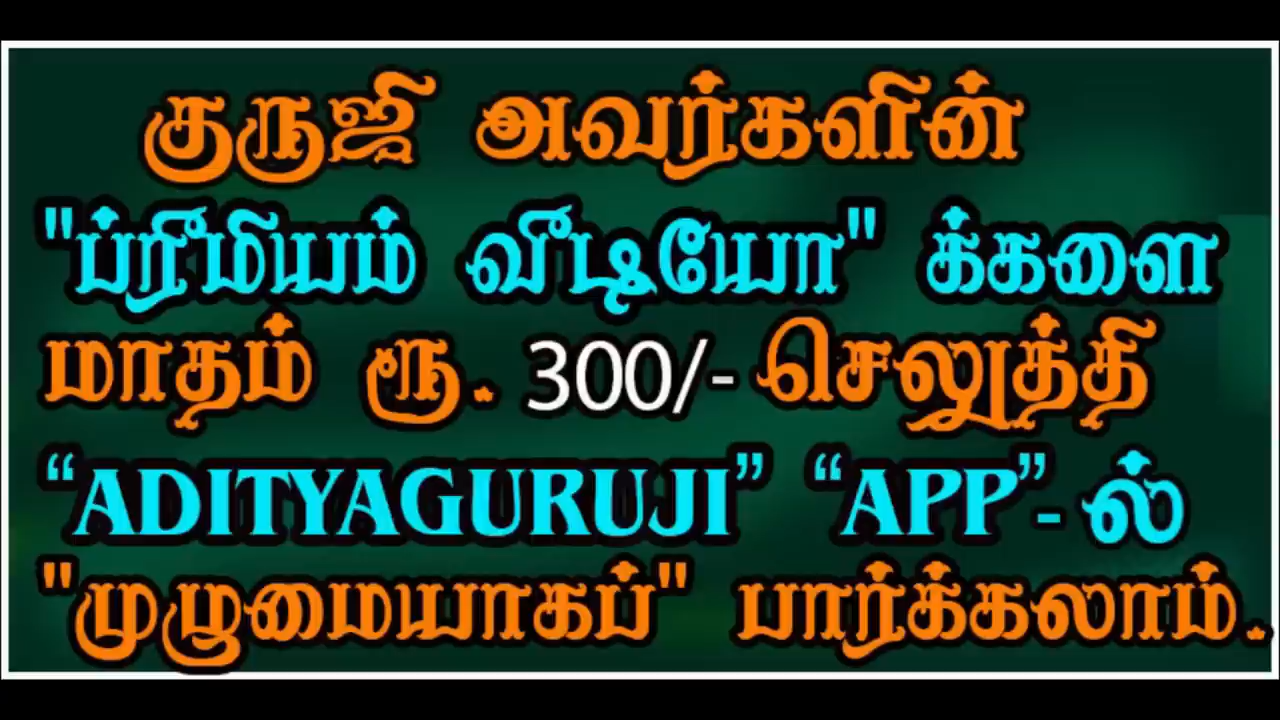 குருஜி அவர்களின்
"ப்ரீமியம் வீடியோ" க்களை
மாதம் ரூ. 300/- செலுத்தி
“ADITYAGURUJI” “APP”- ல்
"முழுமையாகப்" பார்க்கலாம்.